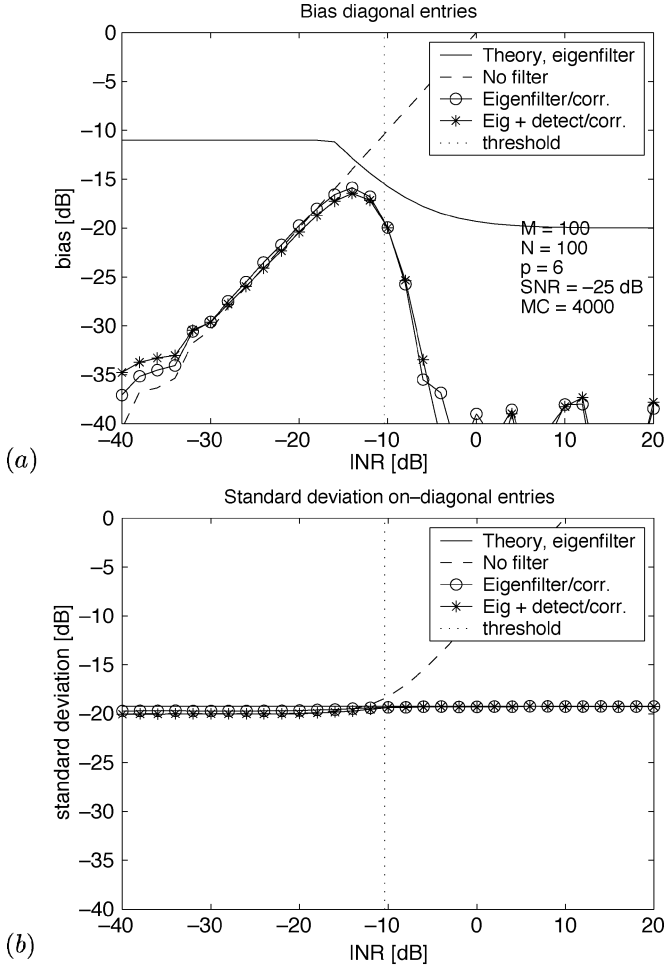 Bias diagonal entries
0
−5
−10
−15
−20
−25
−30
−35
−40
bias [dB]
Theory, eigenfilter
No filter
Eigenfilter/corr.
Eig + detect/corr.
threshold
M = 100
N = 100
p = 6
SNR = −25 dB
MC = 4000
−40 −30 −20 −10 0 10 20
INR [dB]
(a)
Standard deviation on−diagonal entries
0
−5
−10
−15
−20
−25
−30
−35
−40
standard deviation [dB]
Theory, eigenfilter
No filter
Eigenfilter/corr.
Eig + detect/corr.
threshold
−40 −30 −20 −10 0 10 20
INR [dB]
(b)